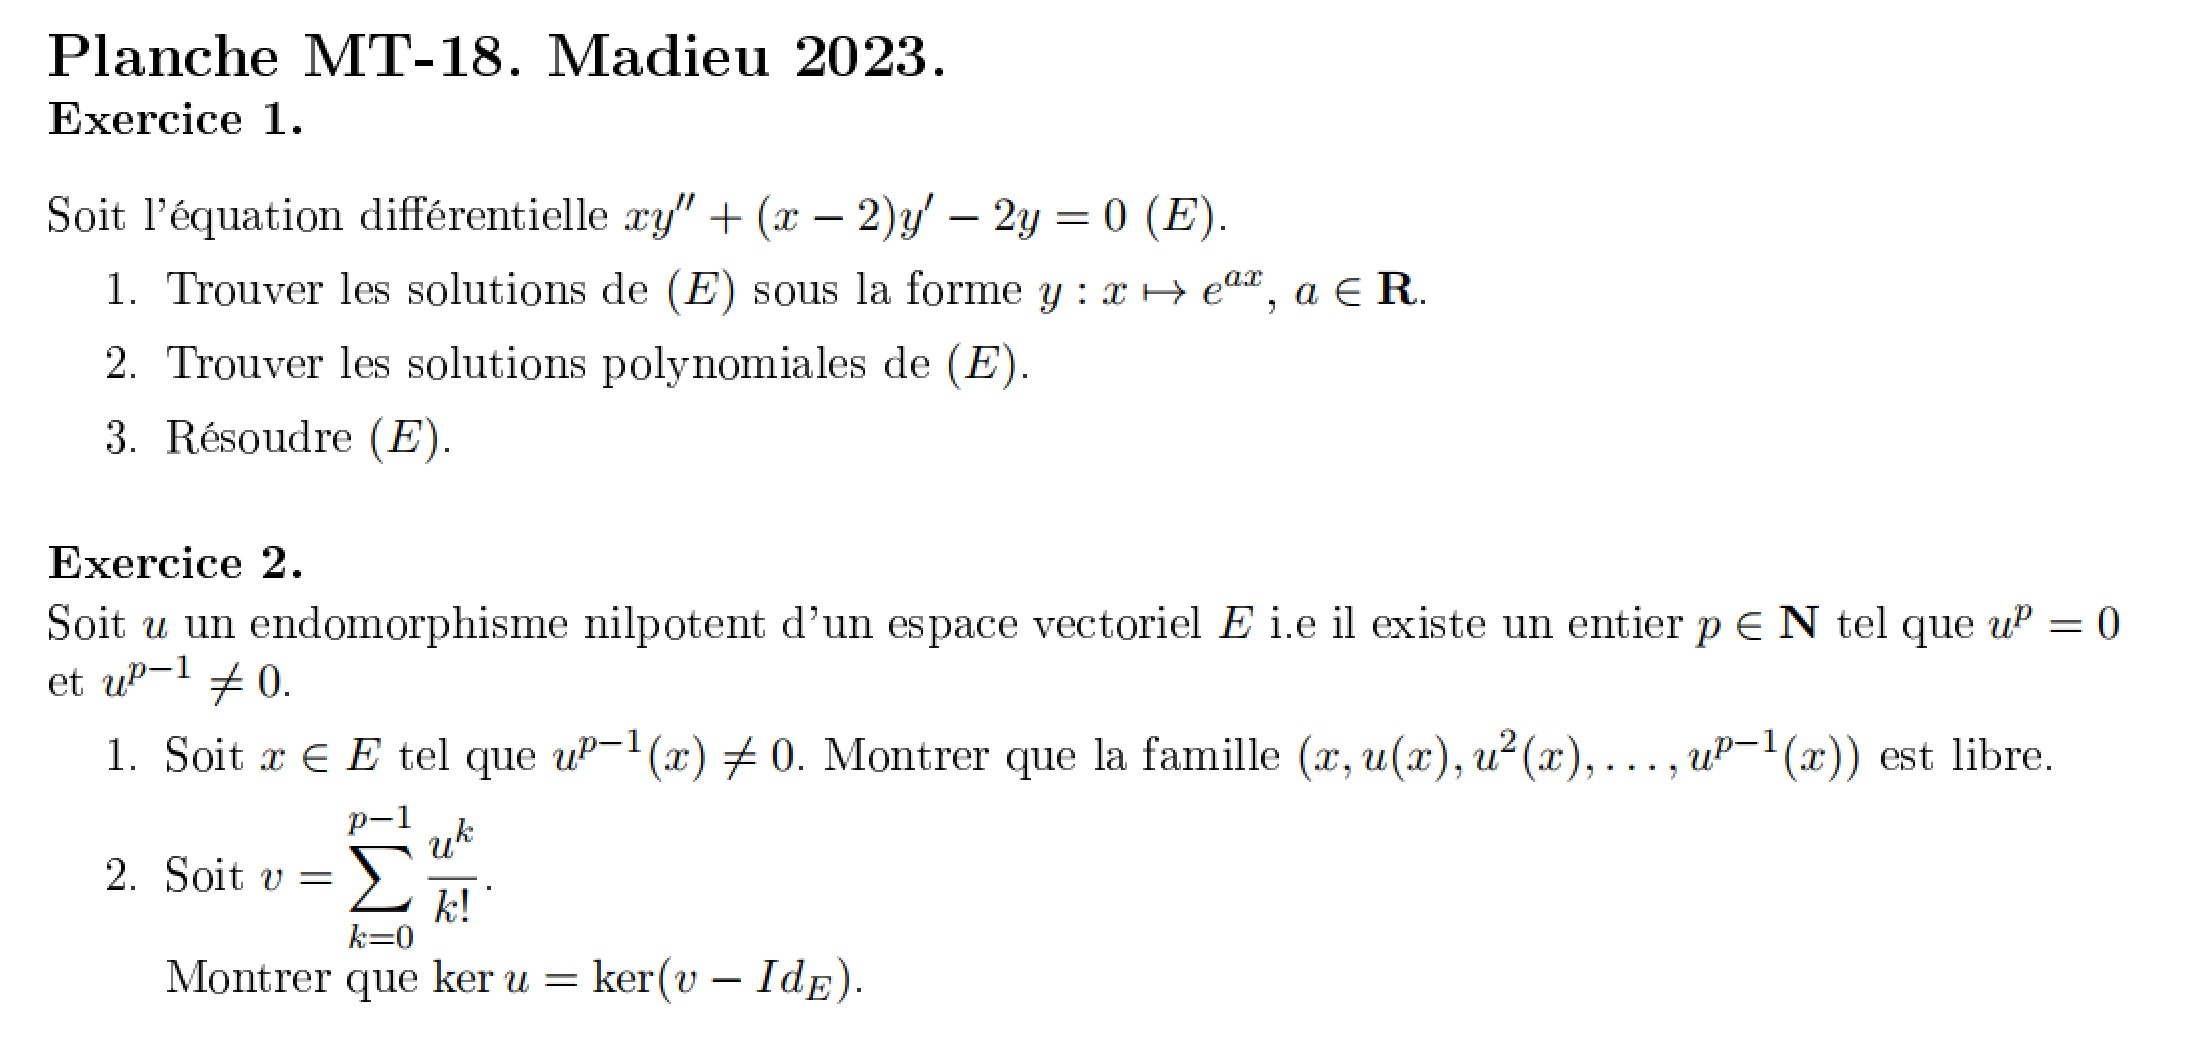 Planche MT-18. Madieu 2023.
Exercice 1.
Soit l'équation différentielle $xy'' + (x - 2)y' - 2y = 0$ $(E)$.
1. Trouver les solutions de $(E)$ sous la forme $y : x \mapsto e^{ax}$, $a \in \mathbf{R}$.
2. Trouver les solutions polynomiales de $(E)$.
3. Résoudre $(E)$.
Exercice 2.
Soit $u$ un endomorphisme nilpotent d'un espace vectoriel $E$ i.e il existe un entier $p \in \mathbf{N}$ tel que $u^p = 0$
et $u^{p-1} \neq 0$.
1. Soit $x \in E$ tel que $u^{p-1}(x) \neq 0$. Montrer que la famille $(x, u(x), u^2(x), \ldots, u^{p-1}(x))$ est libre.
2. Soit $v = \sum_{k=0}^{p-1} \frac{u^k}{k!}$.
Montrer que $\ker u = \ker(v - Id_E)$.